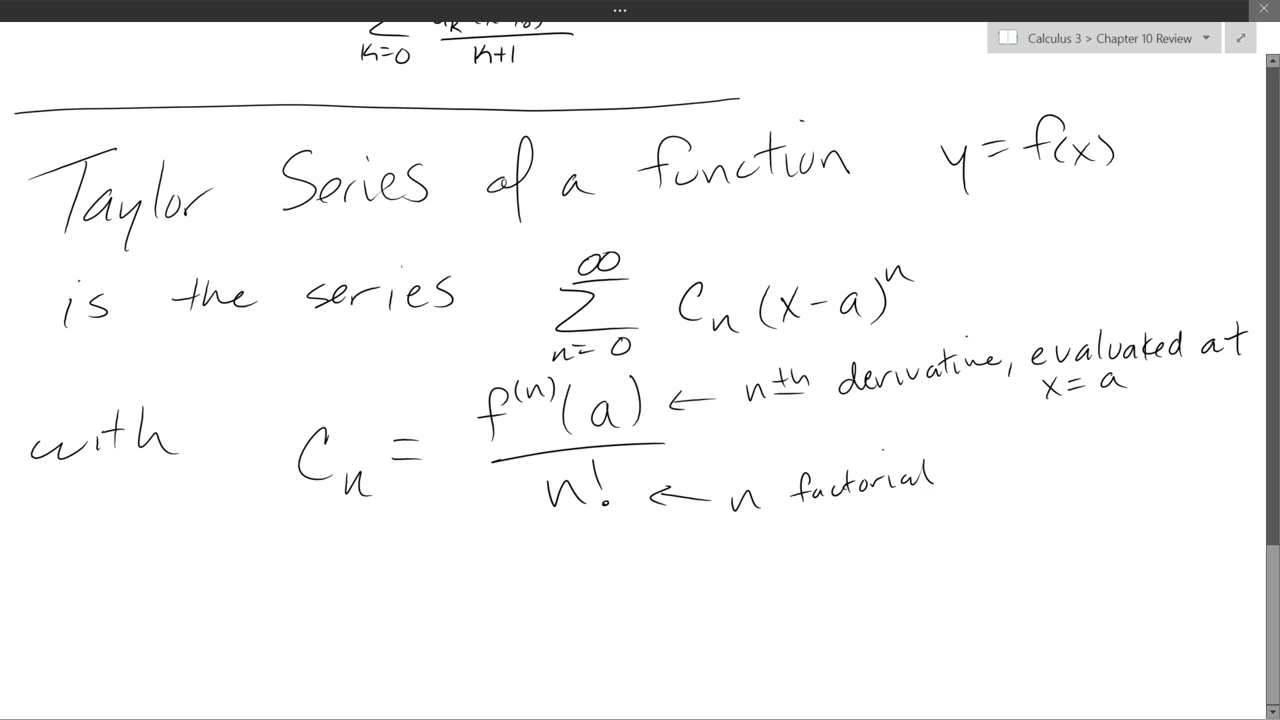 ...
Calculus 3 > Chapter 10 Review
K=0 K+1
Taylor Series of a function y=f(x)
is the series ∞ ∑ n=0 Cn (x-a)^n
with Cn = f^(n)(a) ← nth derivative, evaluated at x=a
n! ← n factorial